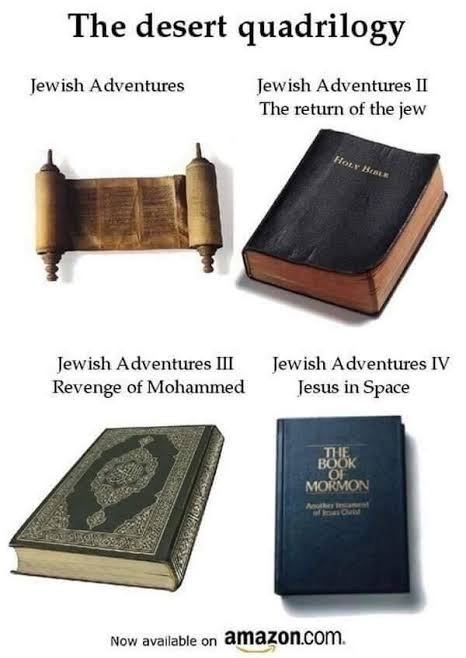 The desert quadrilogy
Jewish Adventures
Jewish Adventures II
The return of the jew
HOLY BIBLE
Jewish Adventures III
Revenge of Mohammed
Jewish Adventures IV
Jesus in Space
THE
BOOK
OF
MORMON
Another testament
of Jesus Christ
Now available on amazon.com.